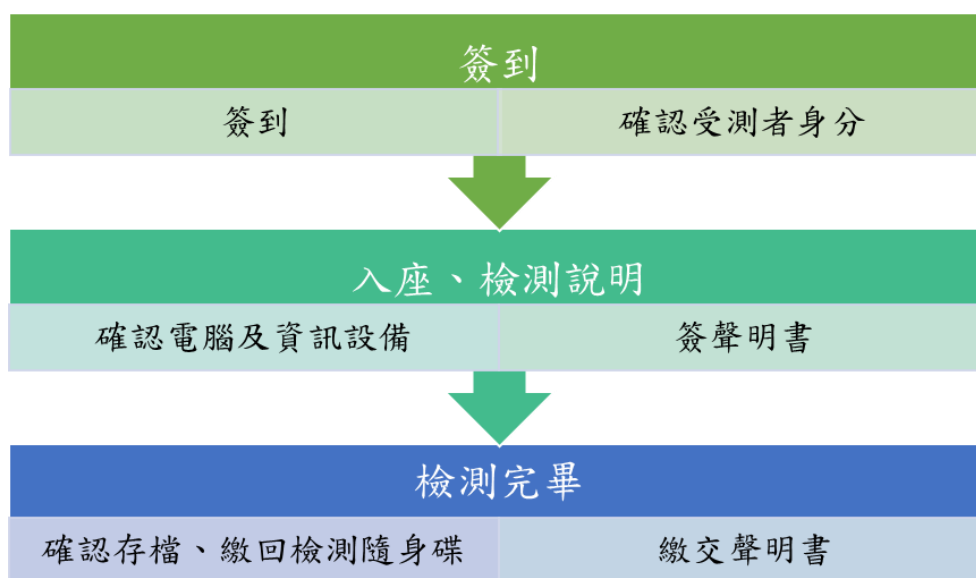 簽到
簽到 確認受測者身分
入座、檢測說明
確認電腦及資訊設備 簽聲明書
檢測完畢
確認存檔、繳回檢測隨身碟 繳交聲明書